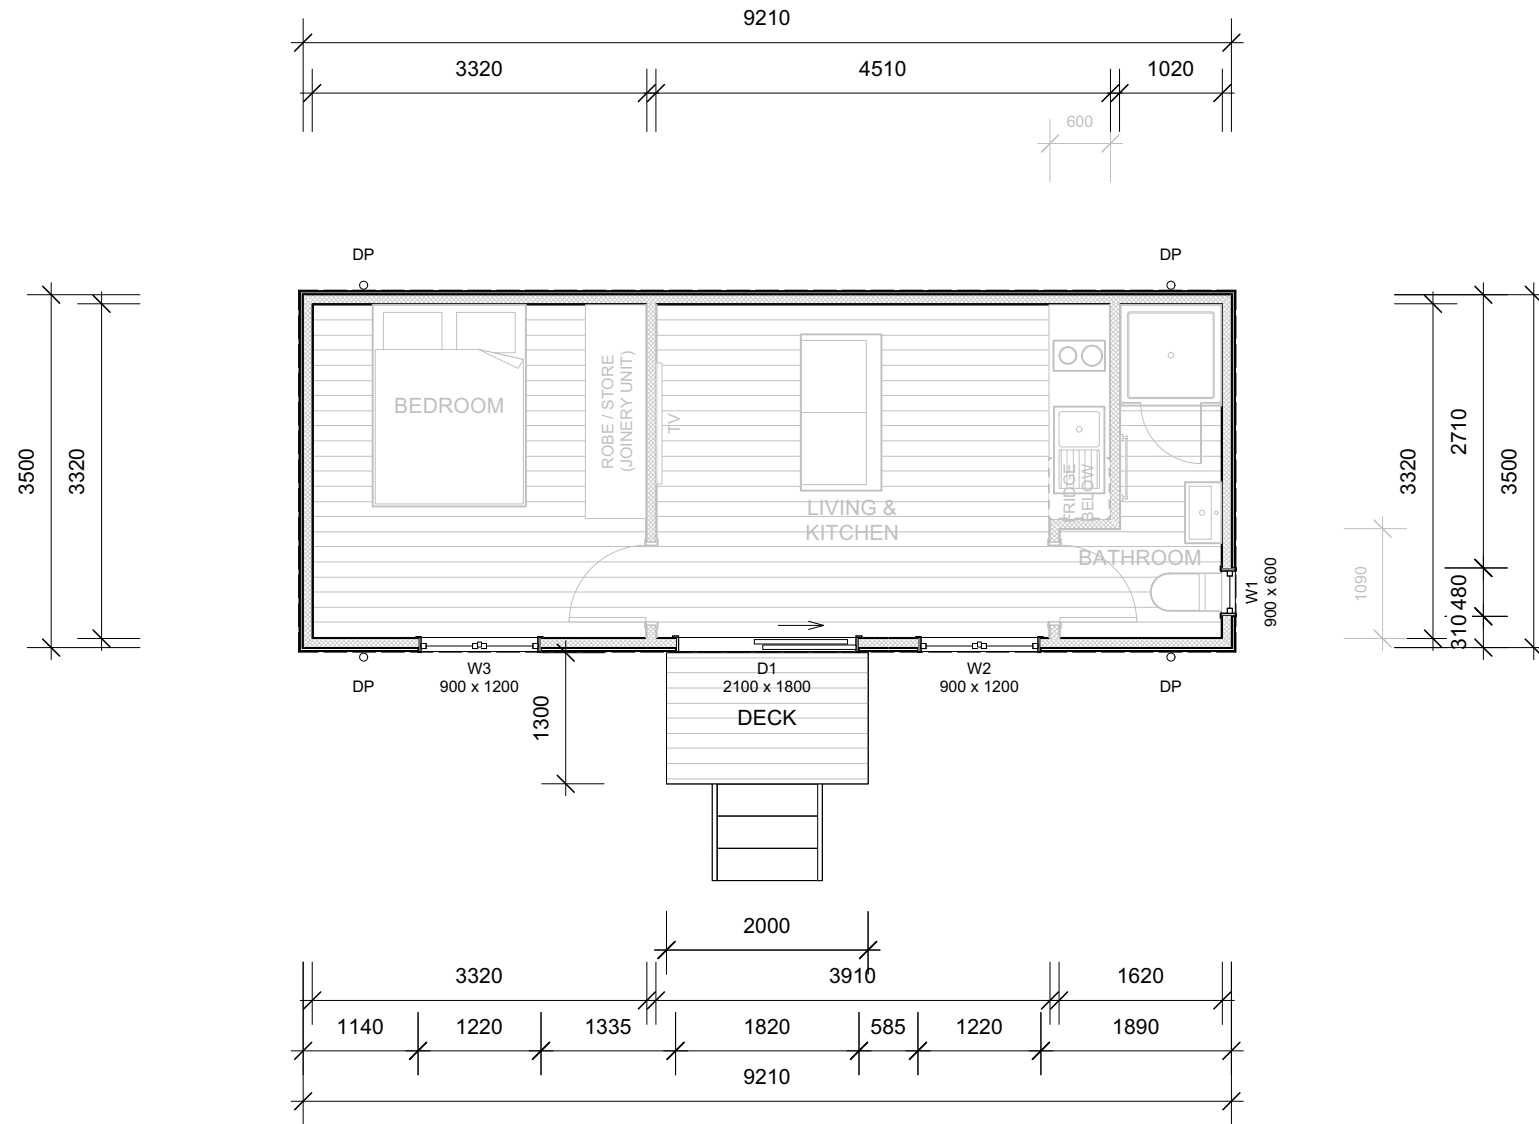 9210
3320 4510 1020
600
DP DP
BEDROOM
ROBE / STORE
(JOINERY UNIT)
TV
LIVING &
KITCHEN
FRIDGE
BELOW
BATHROOM
3500
3320
3320
2710
3500
1090
480
310
W1
900 x 600
W3
900 x 1200
D1
2100 x 1800
W2
900 x 1200
DP DP
DECK
1300
2000
3320 3910 1620
1140 1220 1335 1820 585 1220 1890
9210